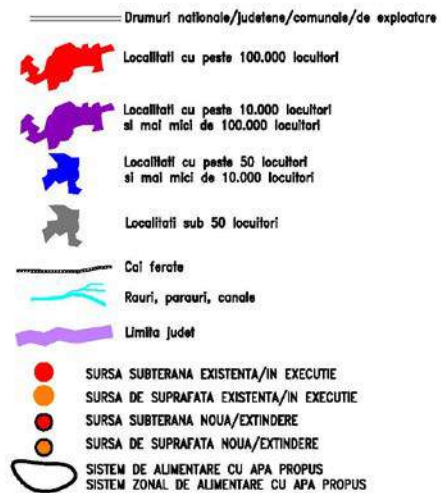 Drumuri nationale/judetene/comunale/de exploatare
Localitati cu peste 100.000 locuitori
Localitati cu peste 10.000 locuitori
si mai mici de 100.000 locuitori
Localitati cu peste 50 locuitori
si mai mici de 10.000 locuitori
Localitati sub 50 locuitori
Cai ferate
Rauri, parauri, canale
Limita judet
SURSA SUBTERANA EXISTENTA/IN EXECUTIE
SURSA DE SUPRAFATA EXISTENTA/IN EXECUTIE
SURSA SUBTERANA NOUA/EXTINDERE
SURSA DE SUPRAFATA NOUA/EXTINDERE
SISTEM DE ALIMENTARE CU APA PROPUS
SISTEM ZONAL DE ALIMENTARE CU APA PROPUS